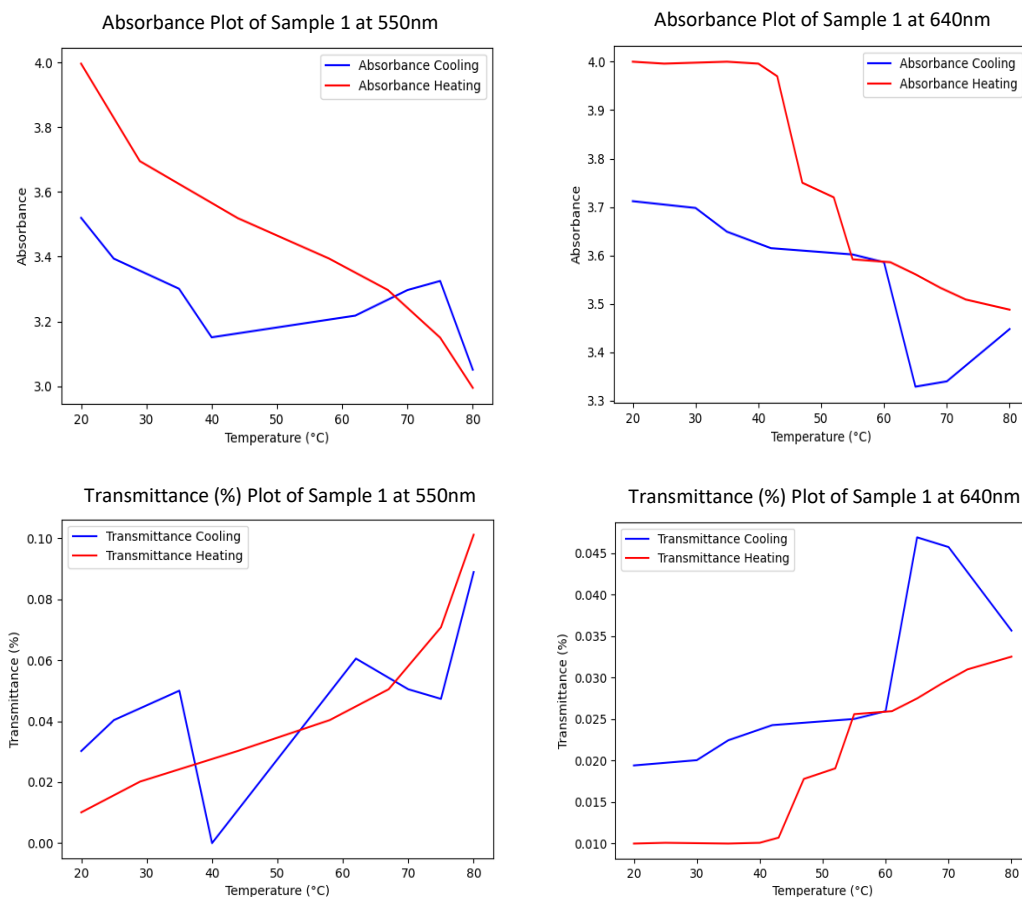 Absorbance Plot of Sample 1 at 550nm
4.0
3.8
3.6
3.4
3.2
3.0
Absorbance
Absorbance Cooling
Absorbance Heating
20 30 40 50 60 70 80
Temperature (°C)
Absorbance Plot of Sample 1 at 640nm
4.0
3.9
3.8
3.7
3.6
3.5
3.4
3.3
Absorbance
Absorbance Cooling
Absorbance Heating
20 30 40 50 60 70 80
Temperature (°C)
Transmittance (%) Plot of Sample 1 at 550nm
0.10
0.08
0.06
0.04
0.02
0.00
Transmittance (%)
Transmittance Cooling
Transmittance Heating
20 30 40 50 60 70 80
Temperature (°C)
Transmittance (%) Plot of Sample 1 at 640nm
0.045
0.040
0.035
0.030
0.025
0.020
0.015
0.010
Transmittance (%)
Transmittance Cooling
Transmittance Heating
20 30 40 50 60 70 80
Temperature (°C)